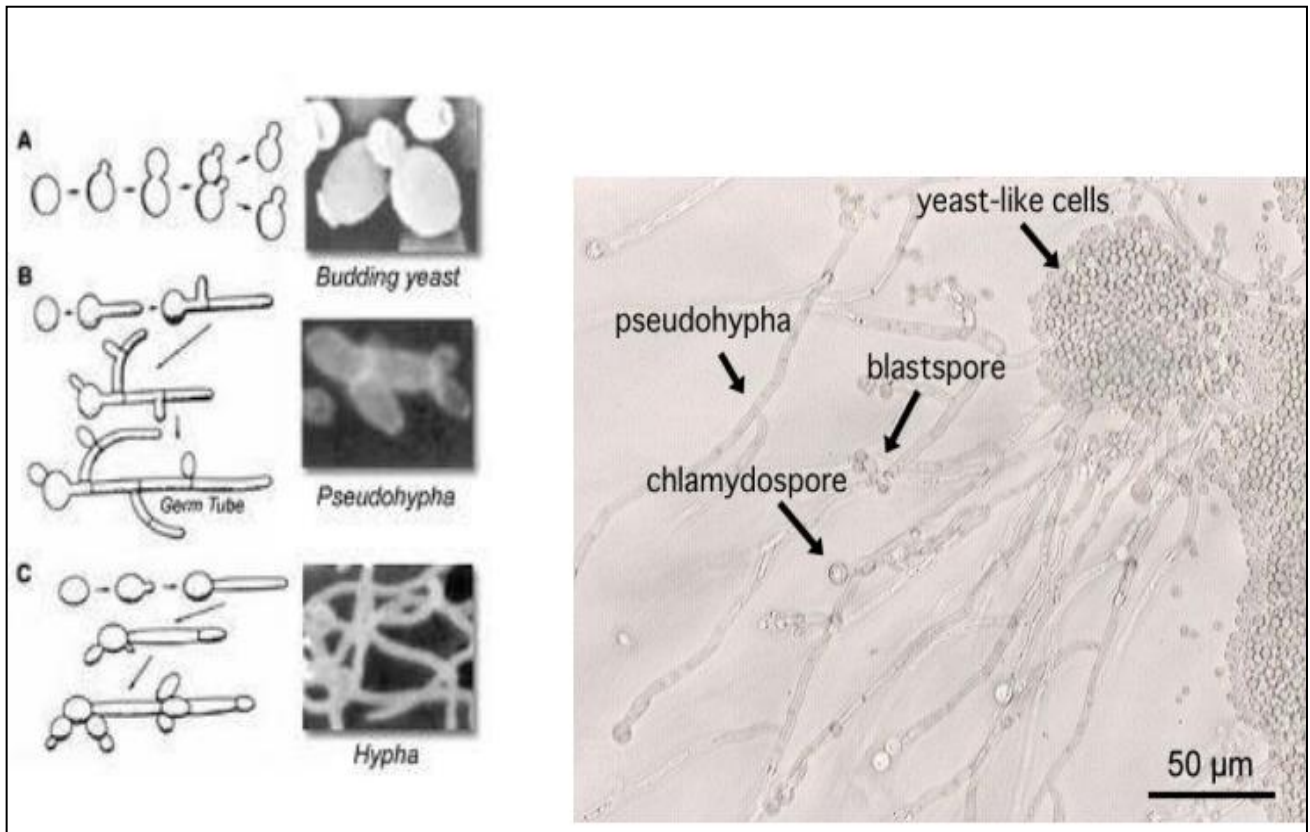 A
Budding yeast
B
Germ Tube
Pseudohypha
C
Hypha
yeast-like cells
pseudohypha
blastspore
chlamydospore
50 µm